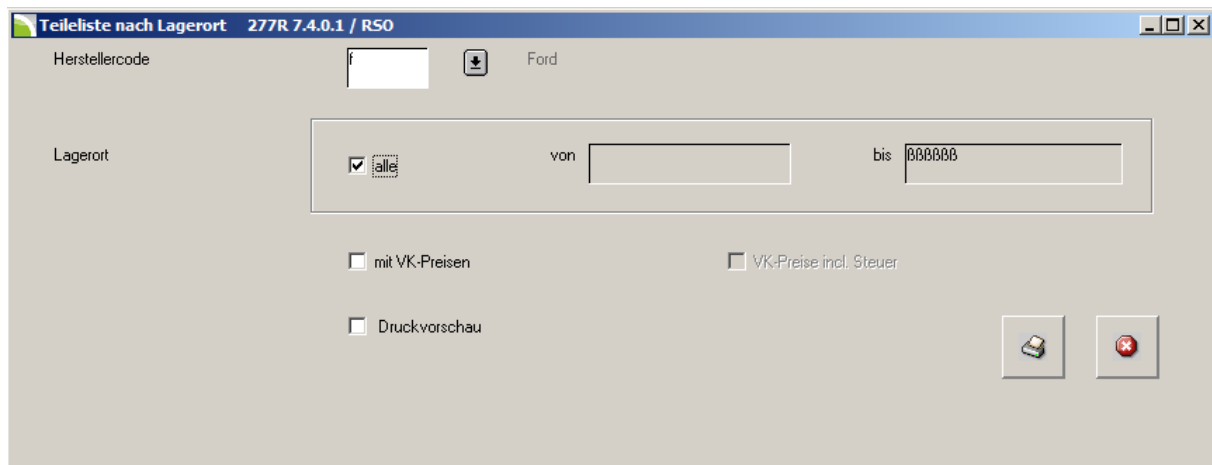 Teileliste nach Lagerort 277R 7.4.0.1 / RSO
Herstellercode f Ford
Lagerort alle von bis ßßßßßß
mit VK-Preisen VK-Preise incl. Steuer
Druckvorschau